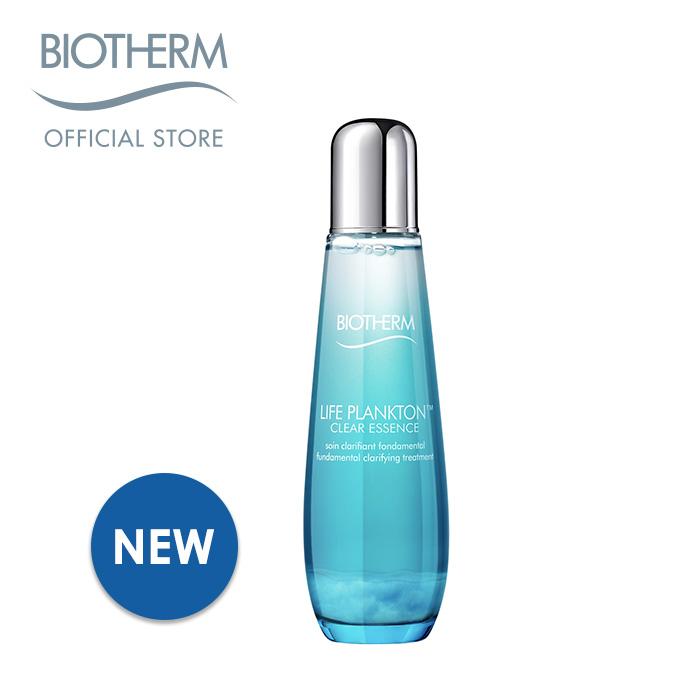 BIOTHERM
OFFICIAL STORE
BIOTHERM
LIFE PLANKTON™
CLEAR ESSENCE
soin clarifiant fondamental
fundamental clarifying treatment
NEW